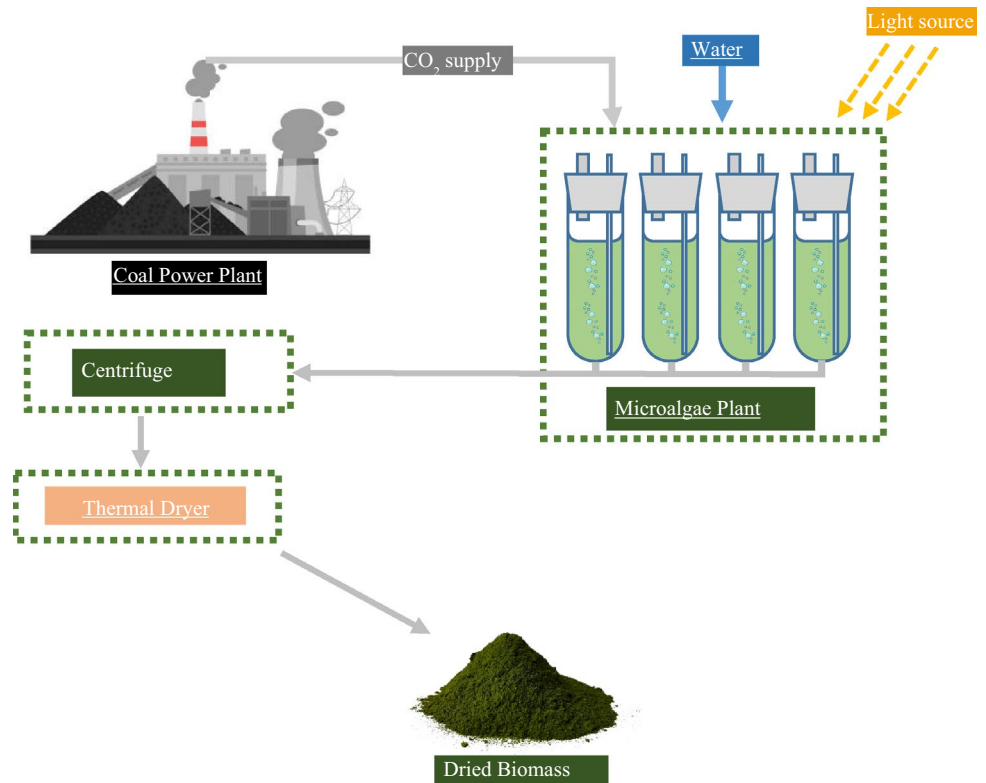 Light source
CO₂ supply
Water
Coal Power Plant
Centrifuge
Microalgae Plant
Thermal Dryer
Dried Biomass